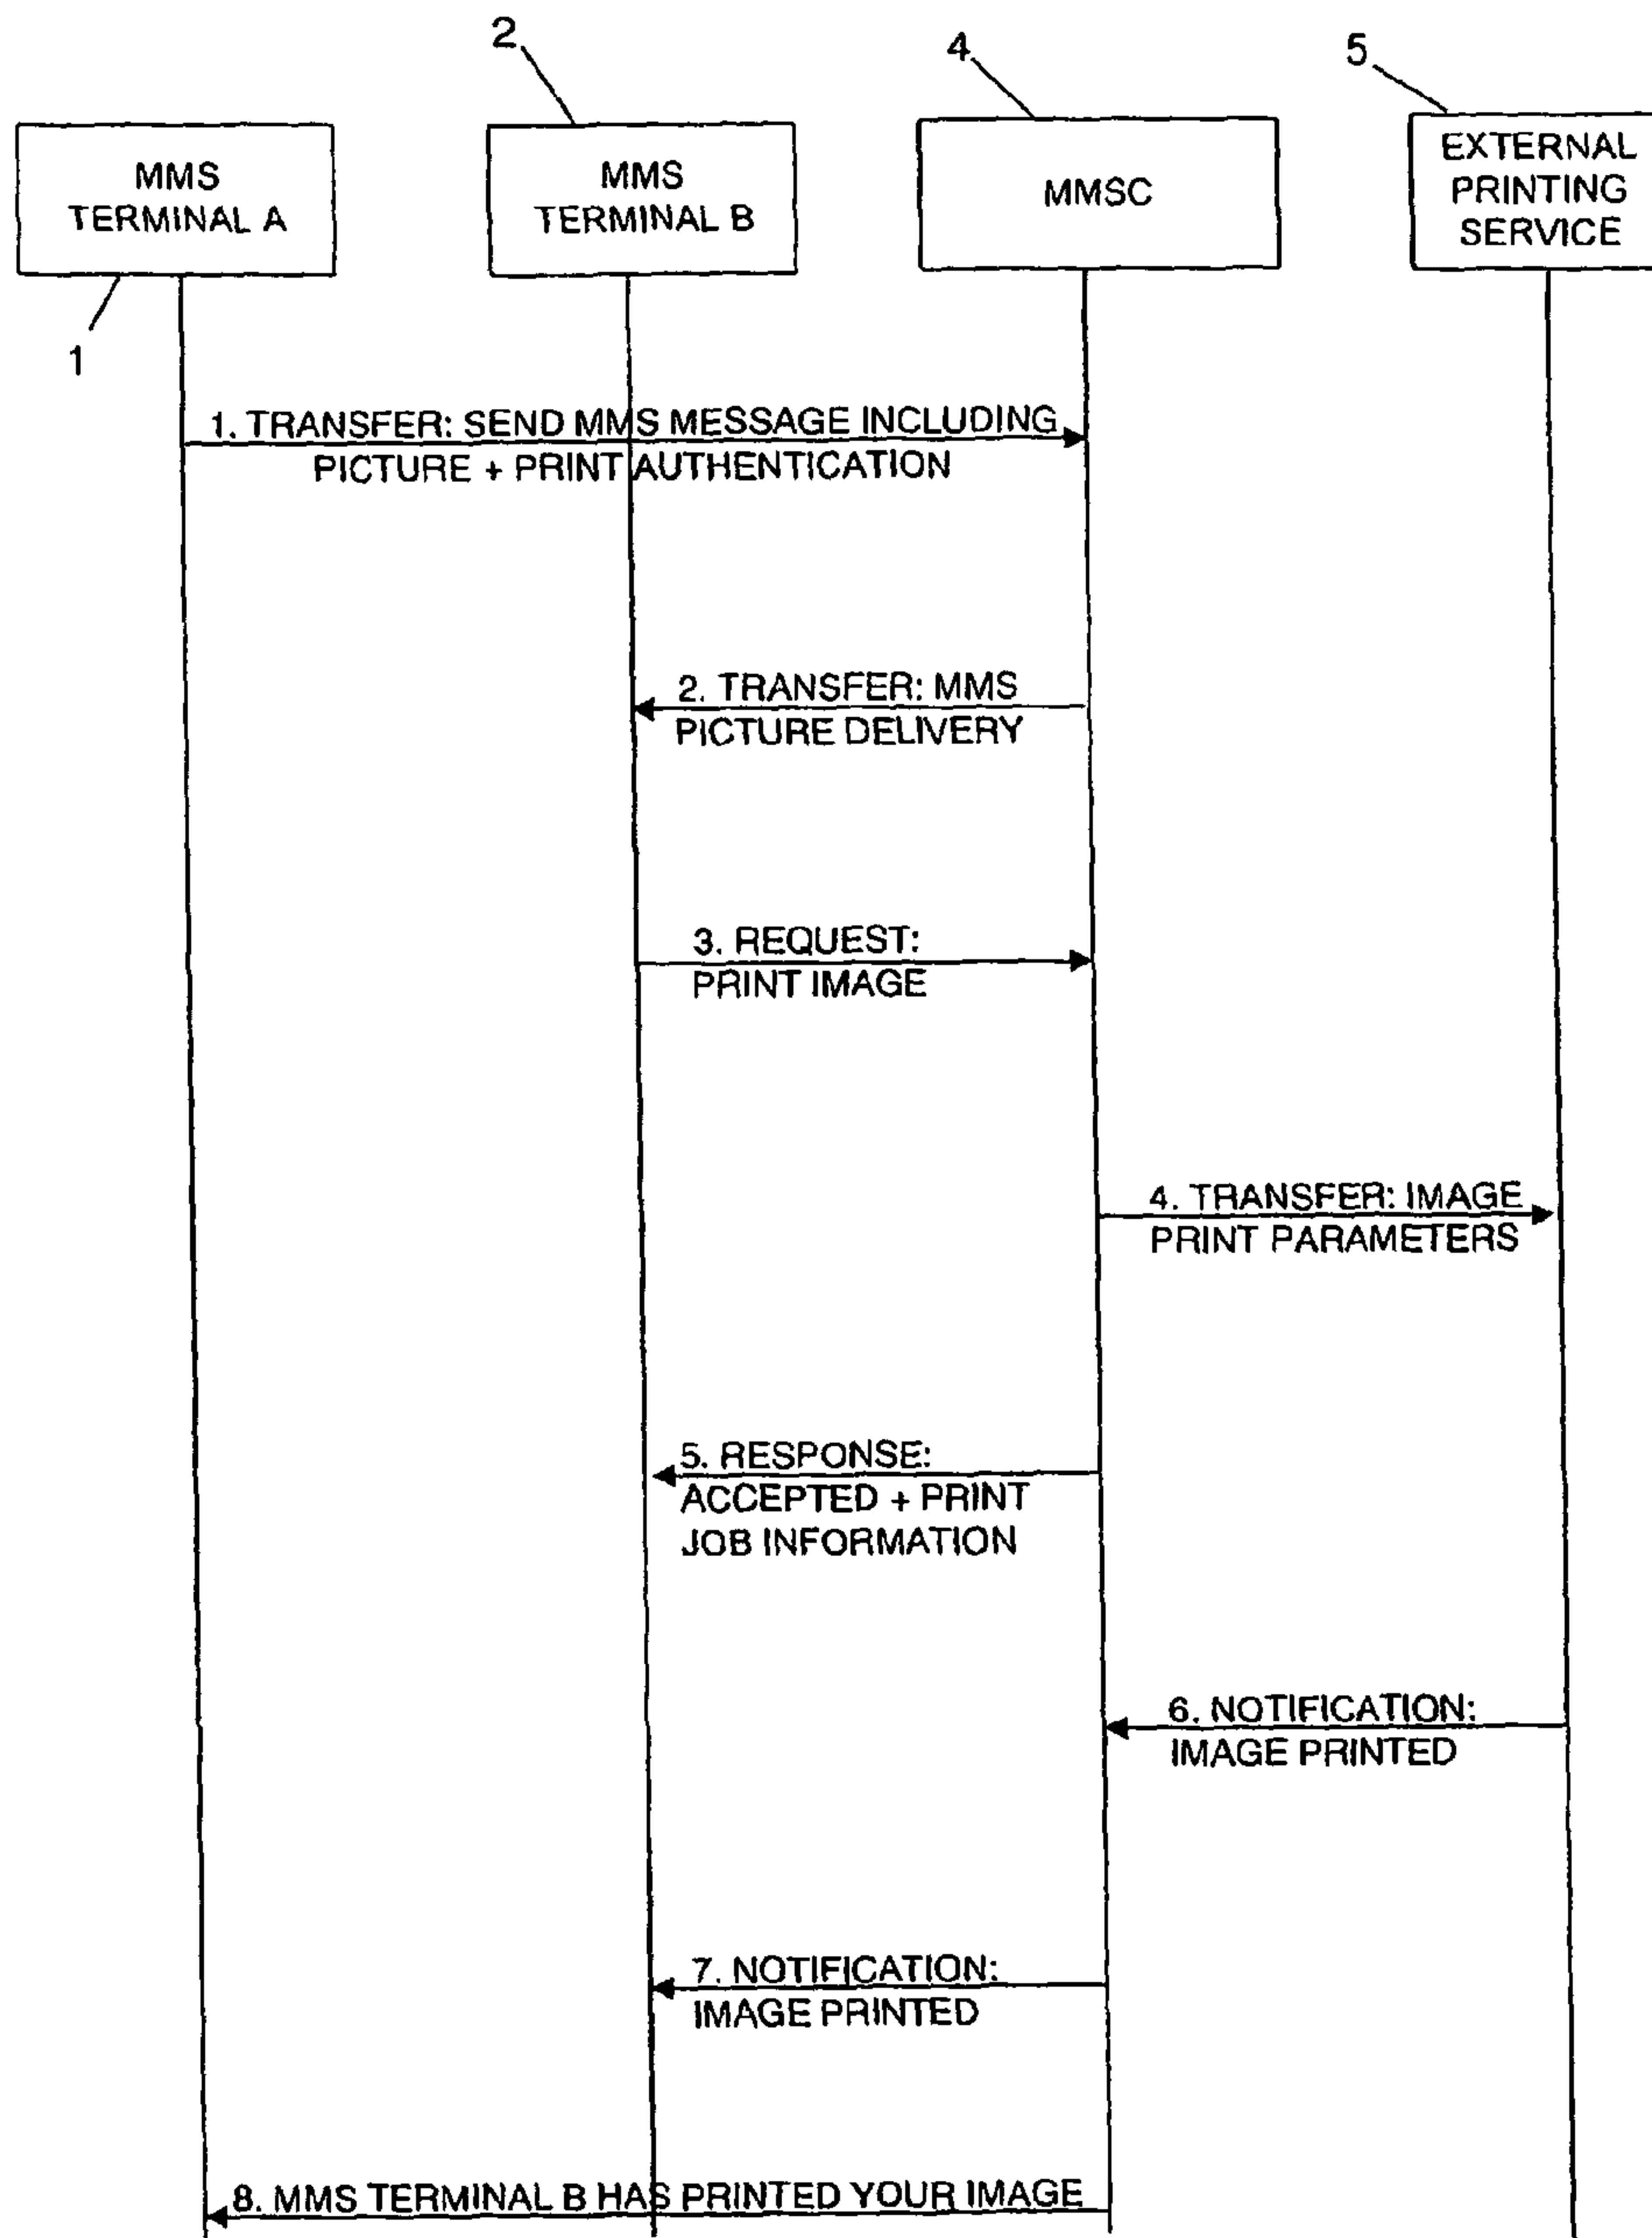 2
4
5
MMS
TERMINAL A
MMS
TERMINAL B
MMSC
EXTERNAL
PRINTING
SERVICE
1
1. TRANSFER: SEND MMS MESSAGE INCLUDING
PICTURE + PRINT AUTHENTICATION
2. TRANSFER: MMS
PICTURE DELIVERY
3. REQUEST:
PRINT IMAGE
4. TRANSFER: IMAGE
PRINT PARAMETERS
5. RESPONSE:
ACCEPTED + PRINT
JOB INFORMATION
6. NOTIFICATION:
IMAGE PRINTED
7. NOTIFICATION:
IMAGE PRINTED
8. MMS TERMINAL B HAS PRINTED YOUR IMAGE